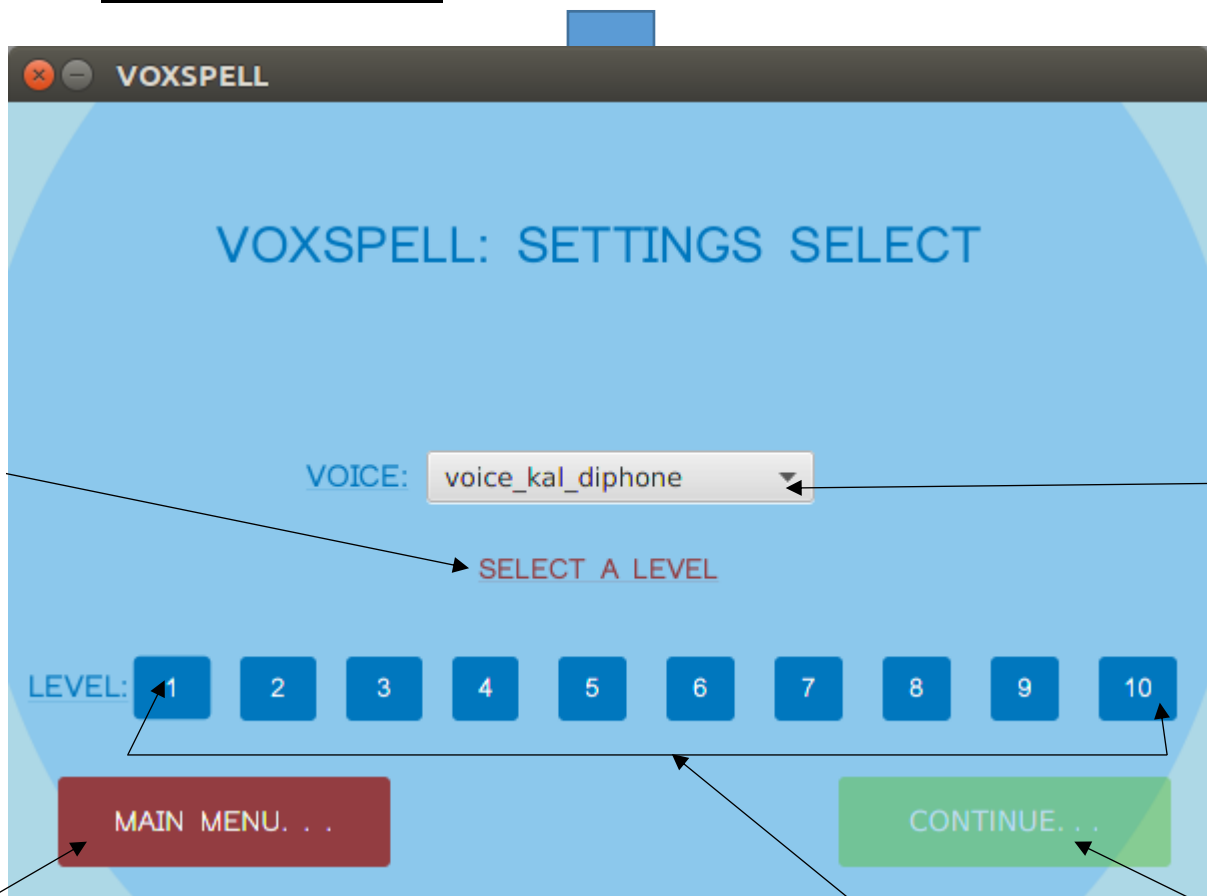 VOXSPELL
VOXSPELL: SETTINGS SELECT
VOICE: voice_kal_diphone
SELECT A LEVEL
LEVEL: 1 2 3 4 5 6 7 8 9 10
MAIN MENU. . . CONTINUE. . .